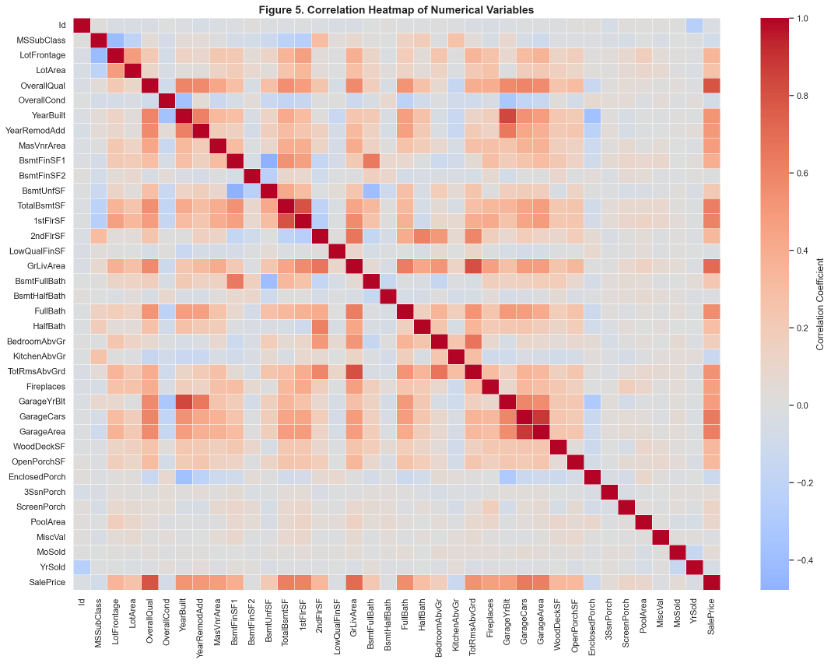 Figure 5. Correlation Heatmap of Numerical Variables
Id
MSSubClass
LotFrontage
LotArea
OverallQual
OverallCond
YearBuilt
YearRemodAdd
MasVnrArea
BsmtFinSF1
BsmtFinSF2
BsmtUnfSF
TotalBsmtSF
1stFlrSF
2ndFlrSF
LowQualFinSF
GrLivArea
BsmtFullBath
BsmtHalfBath
FullBath
HalfBath
BedroomAbvGr
KitchenAbvGr
TotRmsAbvGrd
Fireplaces
GarageYrBlt
GarageCars
GarageArea
WoodDeckSF
OpenPorchSF
EnclosedPorch
3SsnPorch
ScreenPorch
PoolArea
MiscVal
MoSold
YrSold
SalePrice
Id
MSSubClass
LotFrontage
LotArea
OverallQual
OverallCond
YearBuilt
YearRemodAdd
MasVnrArea
BsmtFinSF1
BsmtFinSF2
BsmtUnfSF
TotalBsmtSF
1stFlrSF
2ndFlrSF
LowQualFinSF
GrLivArea
BsmtFullBath
BsmtHalfBath
FullBath
HalfBath
BedroomAbvGr
KitchenAbvGr
TotRmsAbvGrd
Fireplaces
GarageYrBlt
GarageCars
GarageArea
WoodDeckSF
OpenPorchSF
EnclosedPorch
3SsnPorch
ScreenPorch
PoolArea
MiscVal
MoSold
YrSold
SalePrice
1.0
0.8
0.6
0.4
0.2
0.0
−0.2
−0.4
Correlation Coefficient